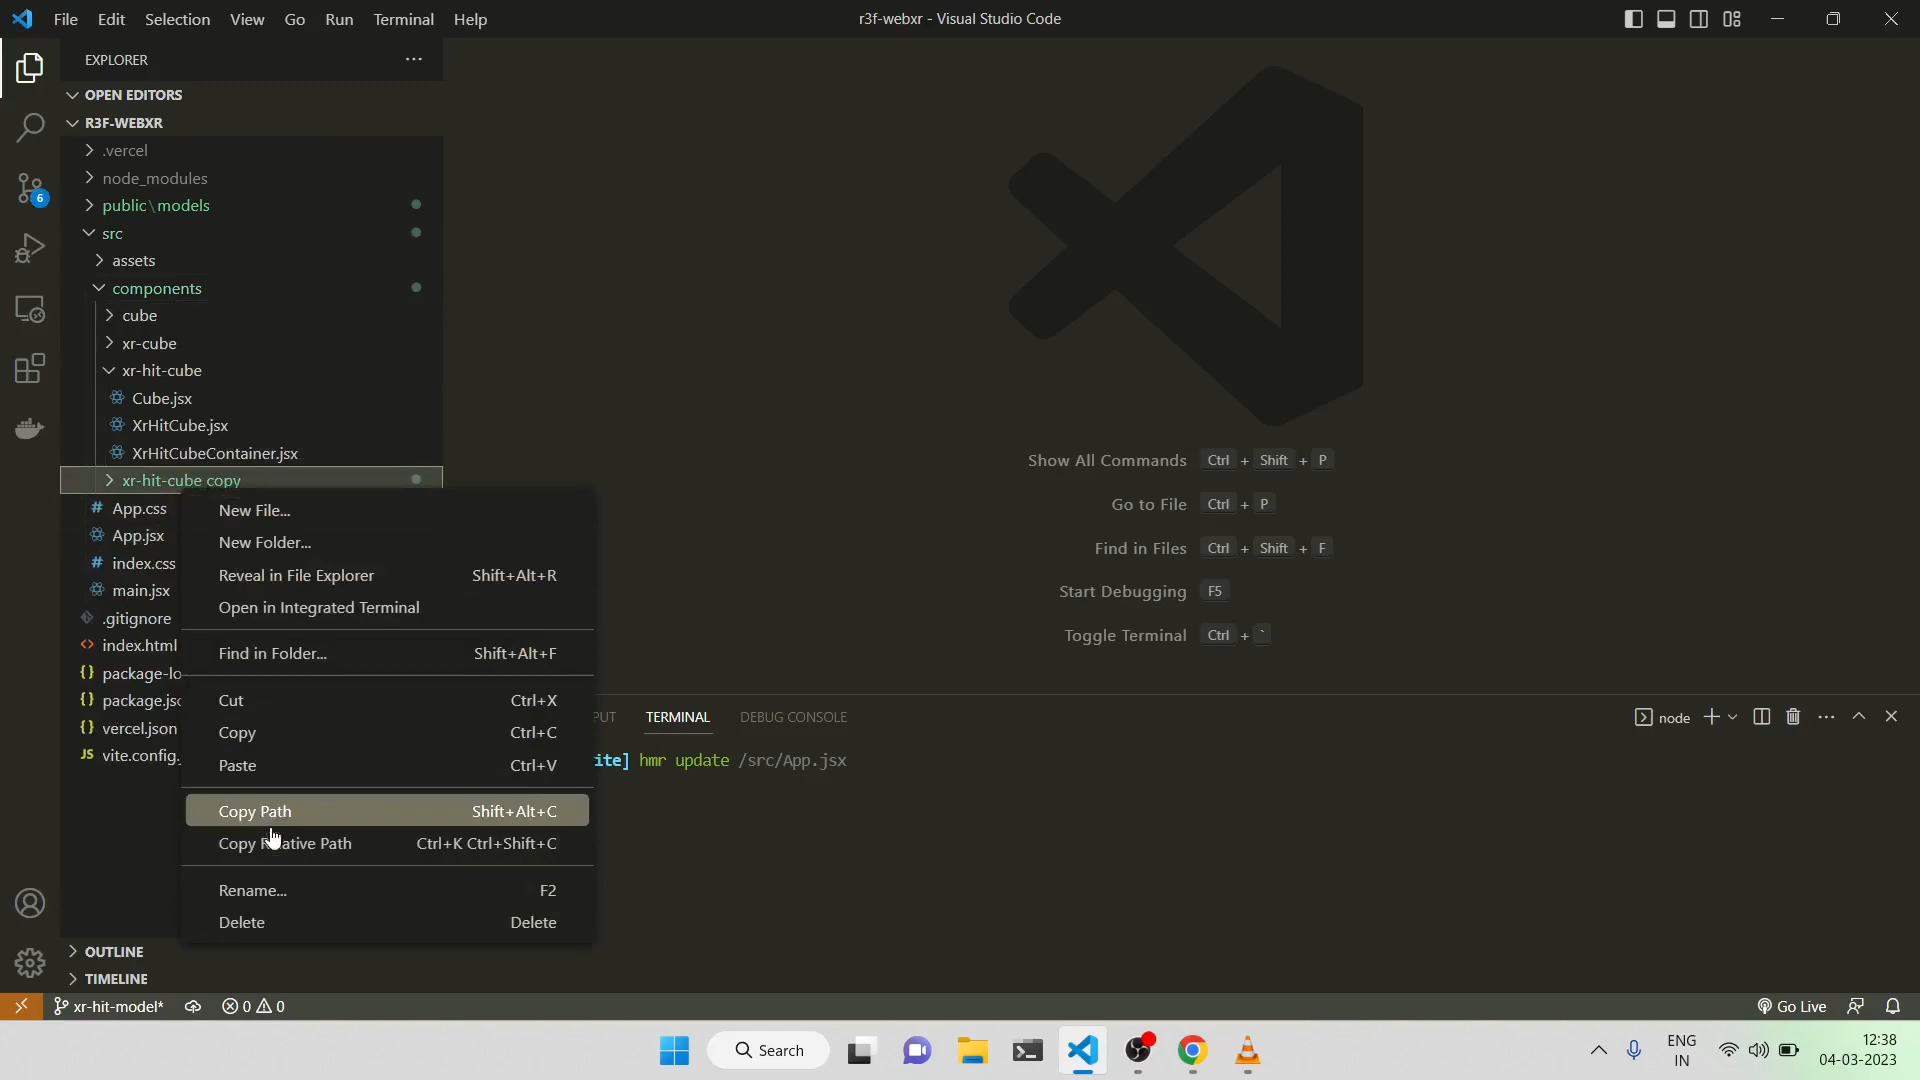 File Edit Selection View Go Run Terminal Help
r3f-webxr - Visual Studio Code
EXPLORER
OPEN EDITORS
R3F-WEBXR
.vercel
node_modules
public\models
src
assets
components
cube
xr-cube
xr-hit-cube
Cube.jsx
XrHitCube.jsx
XrHitCubeContainer.jsx
xr-hit-cube copy
App.css
App.jsx
index.css
main.jsx
.gitignore
index.html
package-lo
package.jsc
vercel.json
vite.config.
OUTLINE
TIMELINE
6
New File...
New Folder...
Reveal in File Explorer Shift+Alt+R
Open in Integrated Terminal
Find in Folder... Shift+Alt+F
Cut Ctrl+X
Copy Ctrl+C
Paste Ctrl+V
Copy Path Shift+Alt+C
Copy Relative Path Ctrl+K Ctrl+Shift+C
Rename... F2
Delete Delete
Show All Commands Ctrl + Shift + P
Go to File Ctrl + P
Find in Files Ctrl + Shift + F
Start Debugging F5
Toggle Terminal Ctrl + `
PUT TERMINAL DEBUG CONSOLE
node
ite] hmr update /src/App.jsx
xr-hit-model* 0 0
Go Live
Search
ENG
IN
12:38
04-03-2023